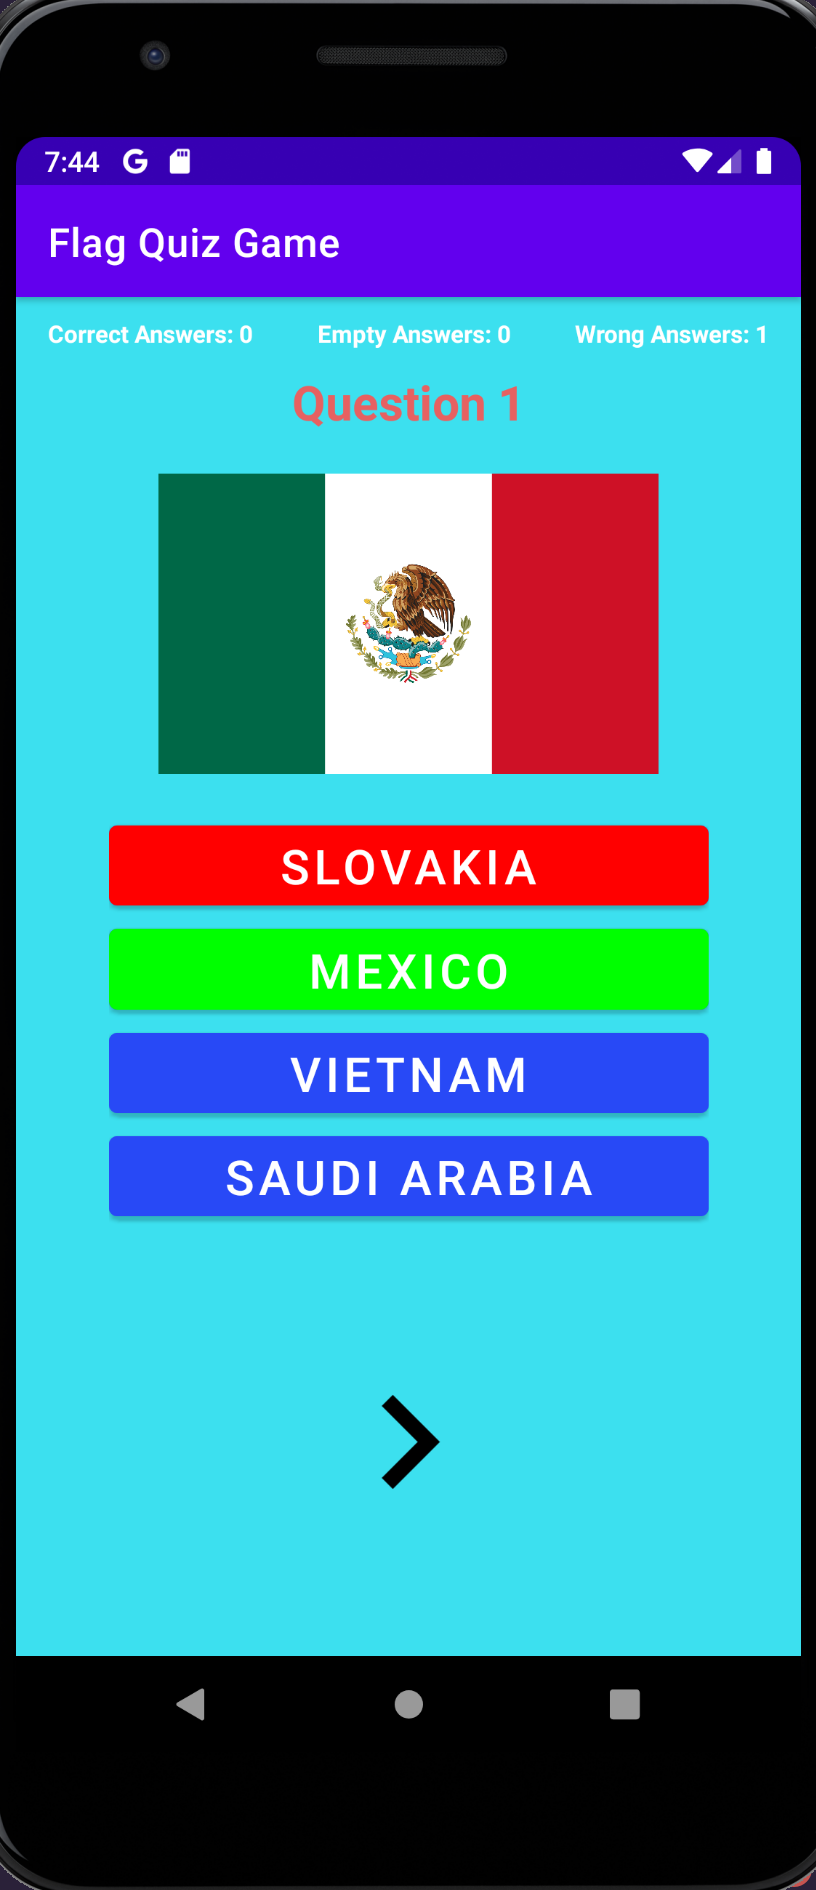 7:44
Flag Quiz Game
Correct Answers: 0 Empty Answers: 0 Wrong Answers: 1
Question 1
SLOVAKIA
MEXICO
VIETNAM
SAUDI ARABIA